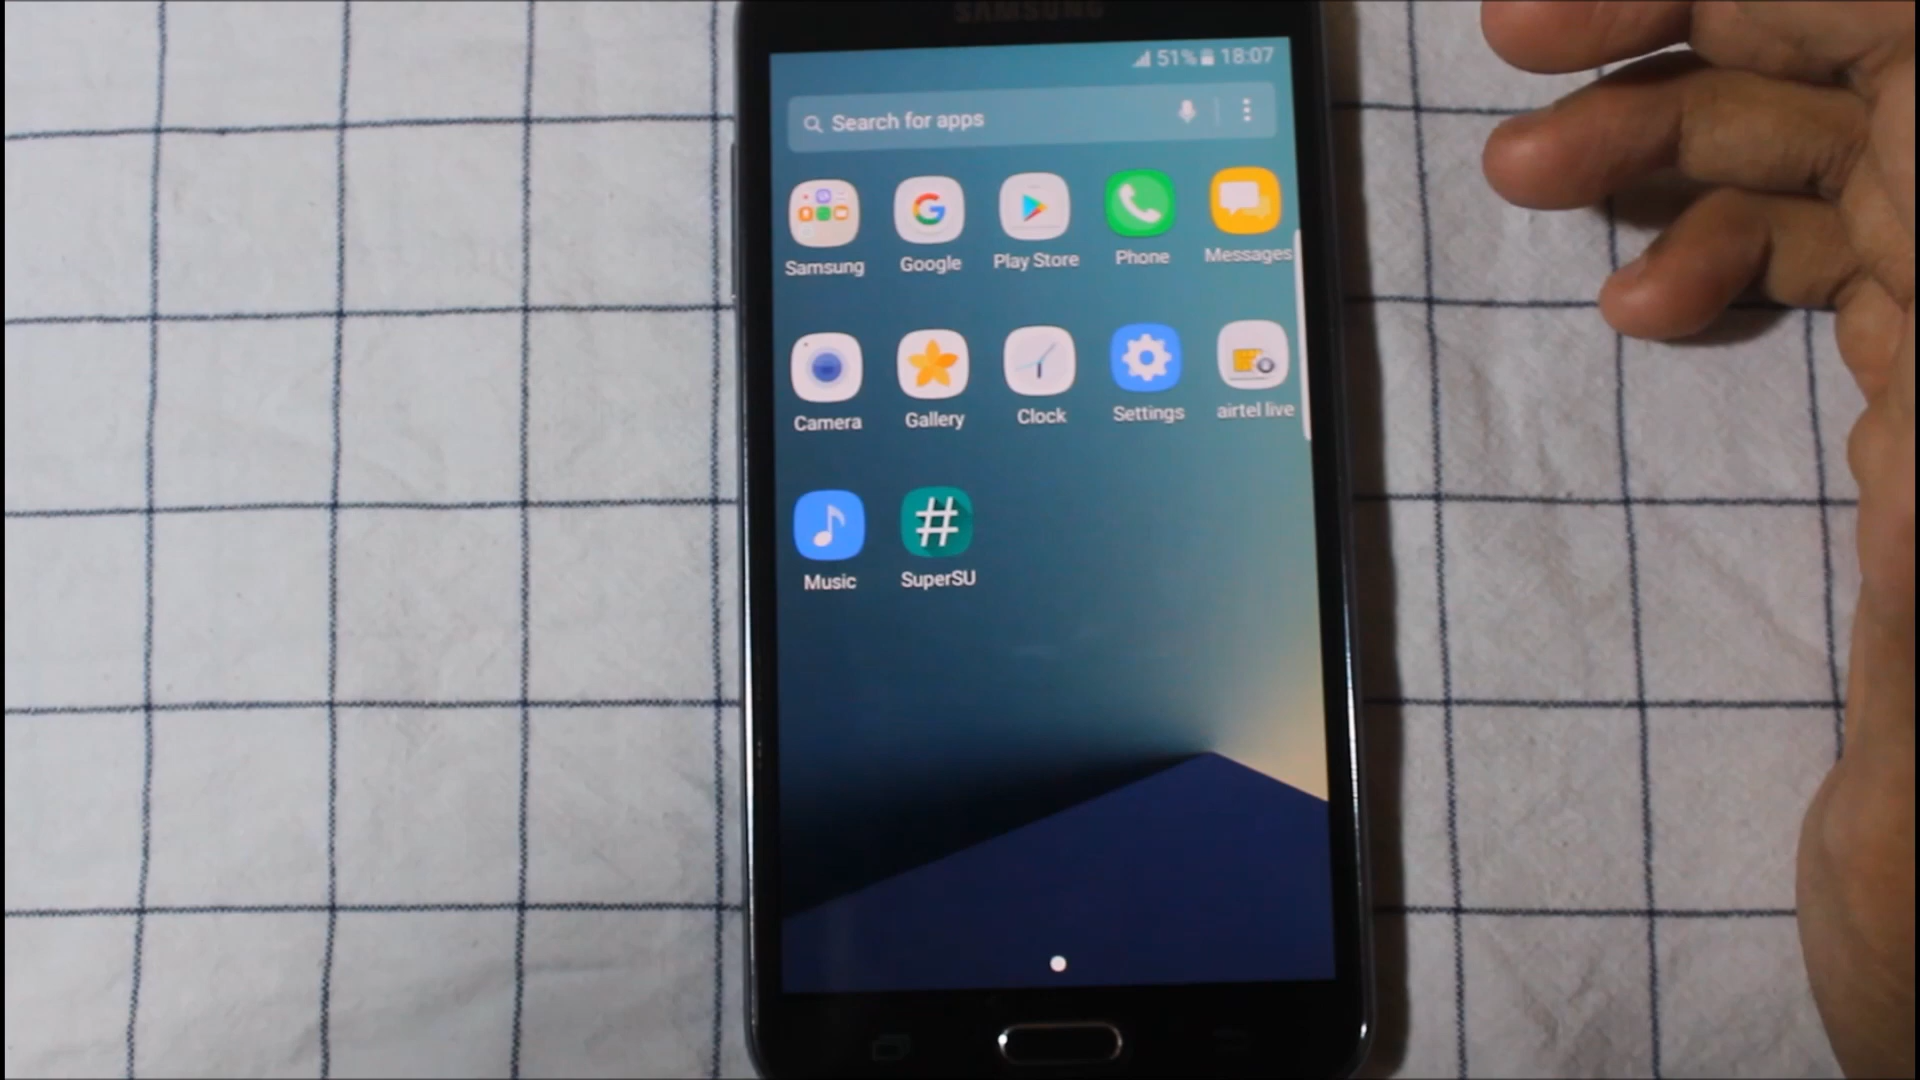 SAMSUNG
51% 18:07
Search for apps
Samsung Google Play Store Phone Messages
Camera Gallery Clock Settings airtel live
Music SuperSU